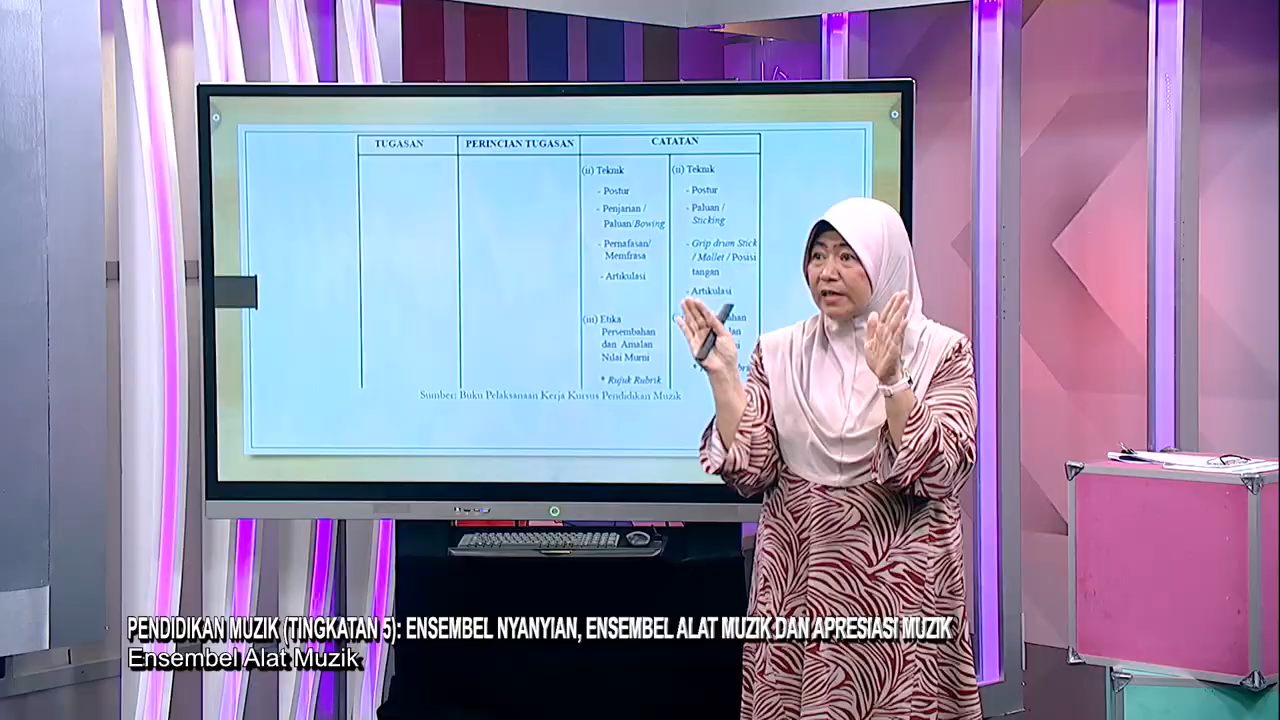 TUGASAN
PERINCIAN TUGASAN
CATATAN
(ii) Teknik
- Postur
- Penjarian /
Paluan/Bowing
- Pernafasan/
Memfrasa
- Artikulasi
(iii) Etika
Persembahan
dan Amalan
Nilai Murni
* Rujuk Rubrik
(ii) Teknik
- Postur
- Paluan /
Sticking
- Grip drum Stick
/ Mallet / Posisi
tangan
- Artikulasi
Sumber: Buku Pelaksanaan Kerja Kursus Pendidikan Muzik
PENDIDIKAN MUZIK (TINGKATAN 5): ENSEMBEL NYANYIAN, ENSEMBEL ALAT MUZIK DAN APRESIASI MUZIK
Ensembel Alat Muzik